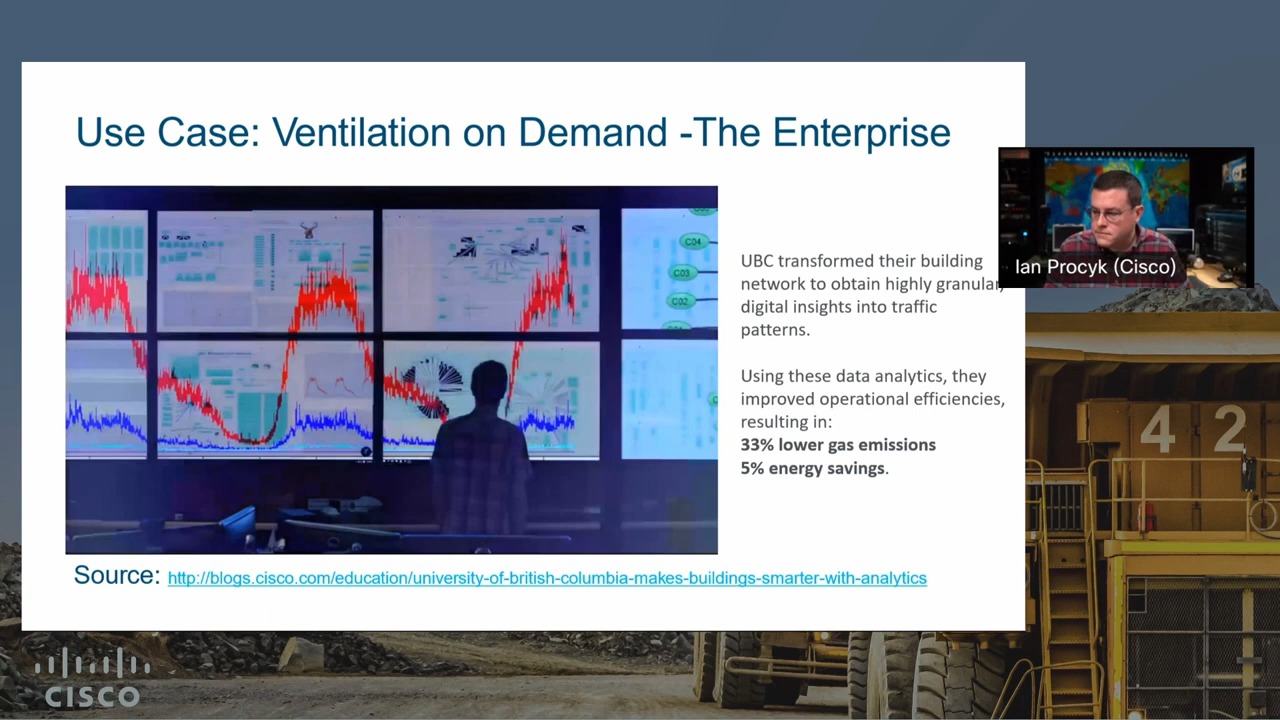 Use Case: Ventilation on Demand -The Enterprise
C04
C03
C02
UBC transformed their building
network to obtain highly granular,
digital insights into traffic
patterns.
Using these data analytics, they
improved operational efficiencies,
resulting in:
33% lower gas emissions
5% energy savings.
Ian Procyk (Cisco)
Source: http://blogs.cisco.com/education/university-of-british-columbia-makes-buildings-smarter-with-analytics
42
CISCO